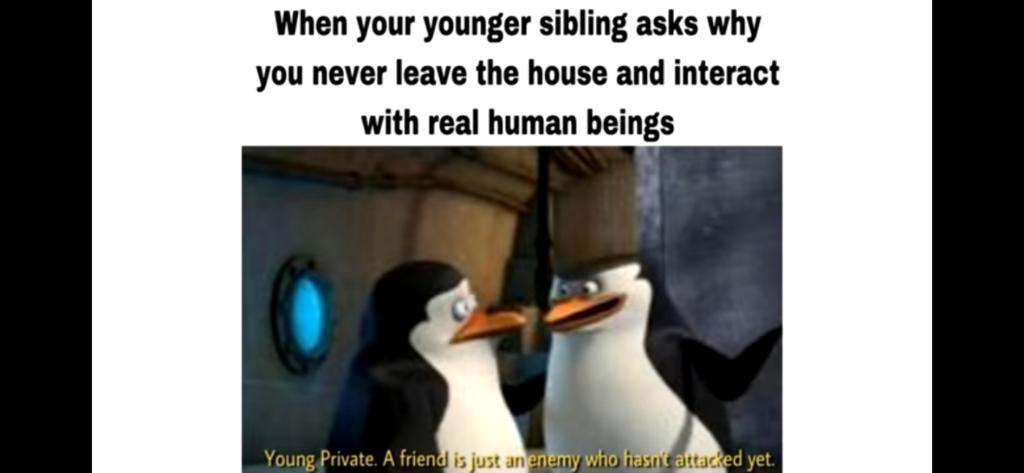 When your younger sibling asks why
you never leave the house and interact
with real human beings
Young Private. A friend is just an enemy who hasn't attacked yet.